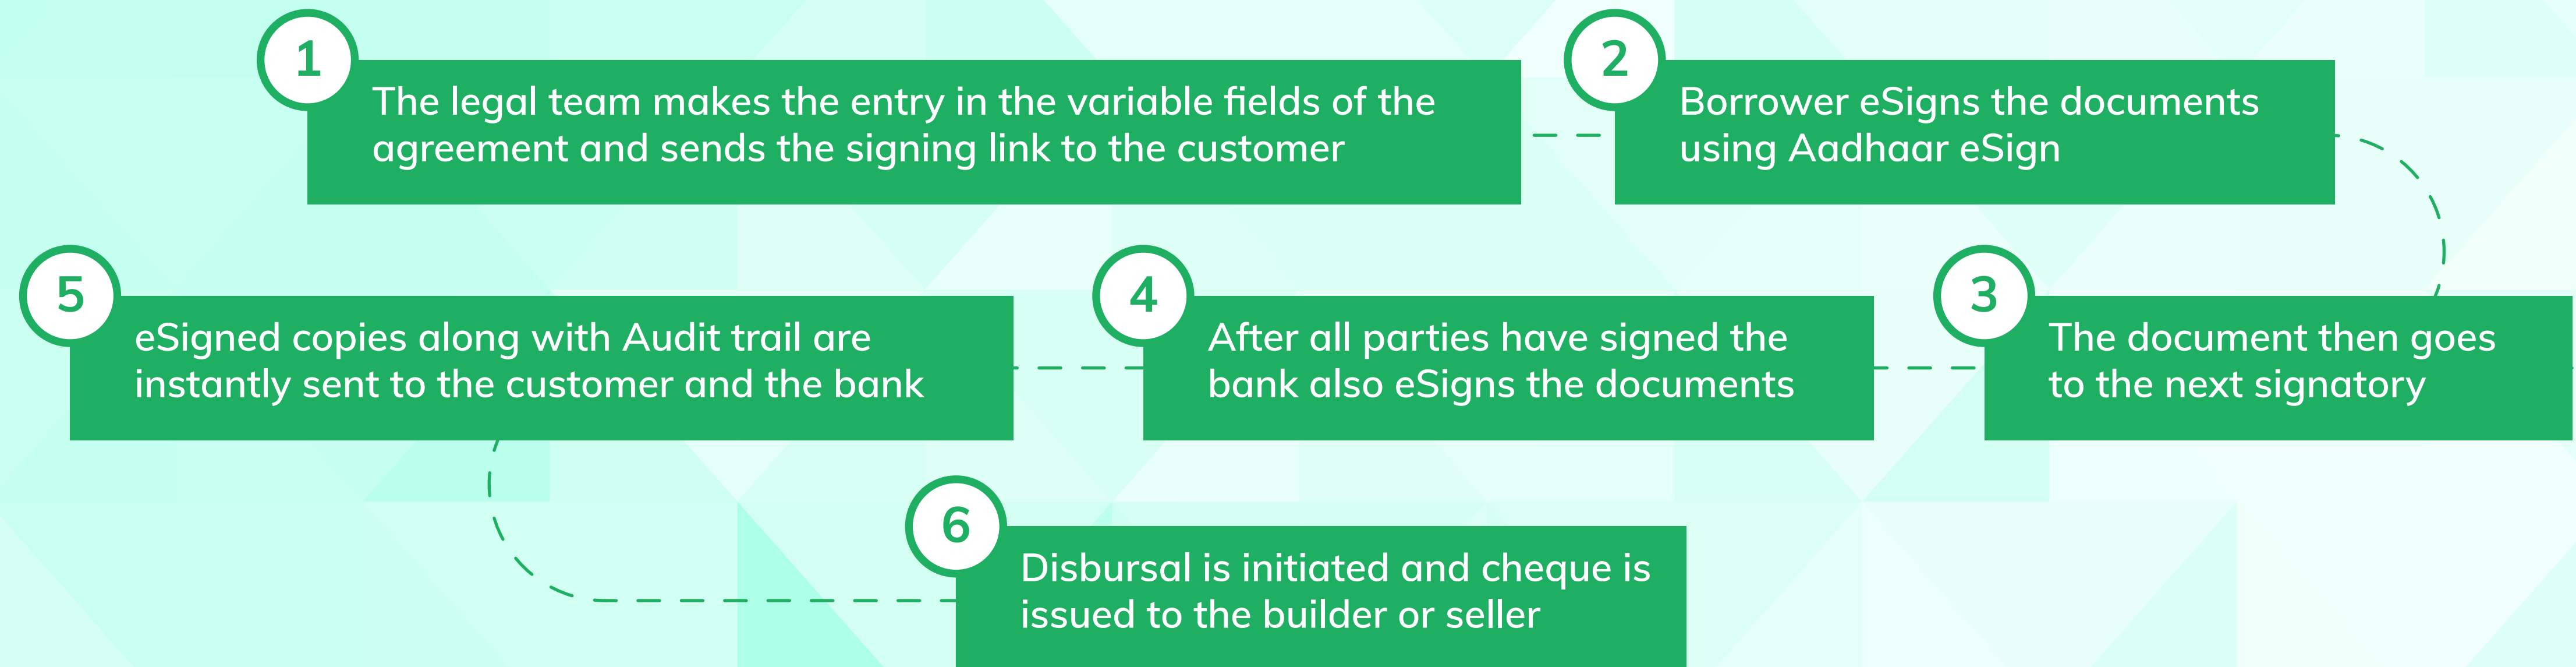 1
The legal team makes the entry in the variable fields of the
agreement and sends the signing link to the customer
2
Borrower eSigns the documents
using Aadhaar eSign
3
The document then goes
to the next signatory
4
After all parties have signed the
bank also eSigns the documents
5
eSigned copies along with Audit trail are
instantly sent to the customer and the bank
6
Disbursal is initiated and cheque is
issued to the builder or seller